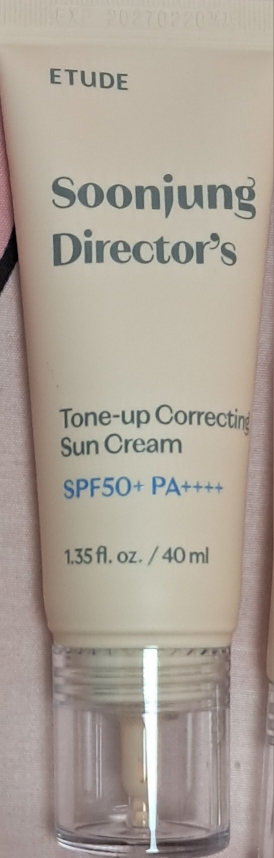 ETUDE
Soonjung
Director's
Tone-up Correcting
Sun Cream
SPF50+ PA++++
1.35 fl. oz. / 40 ml